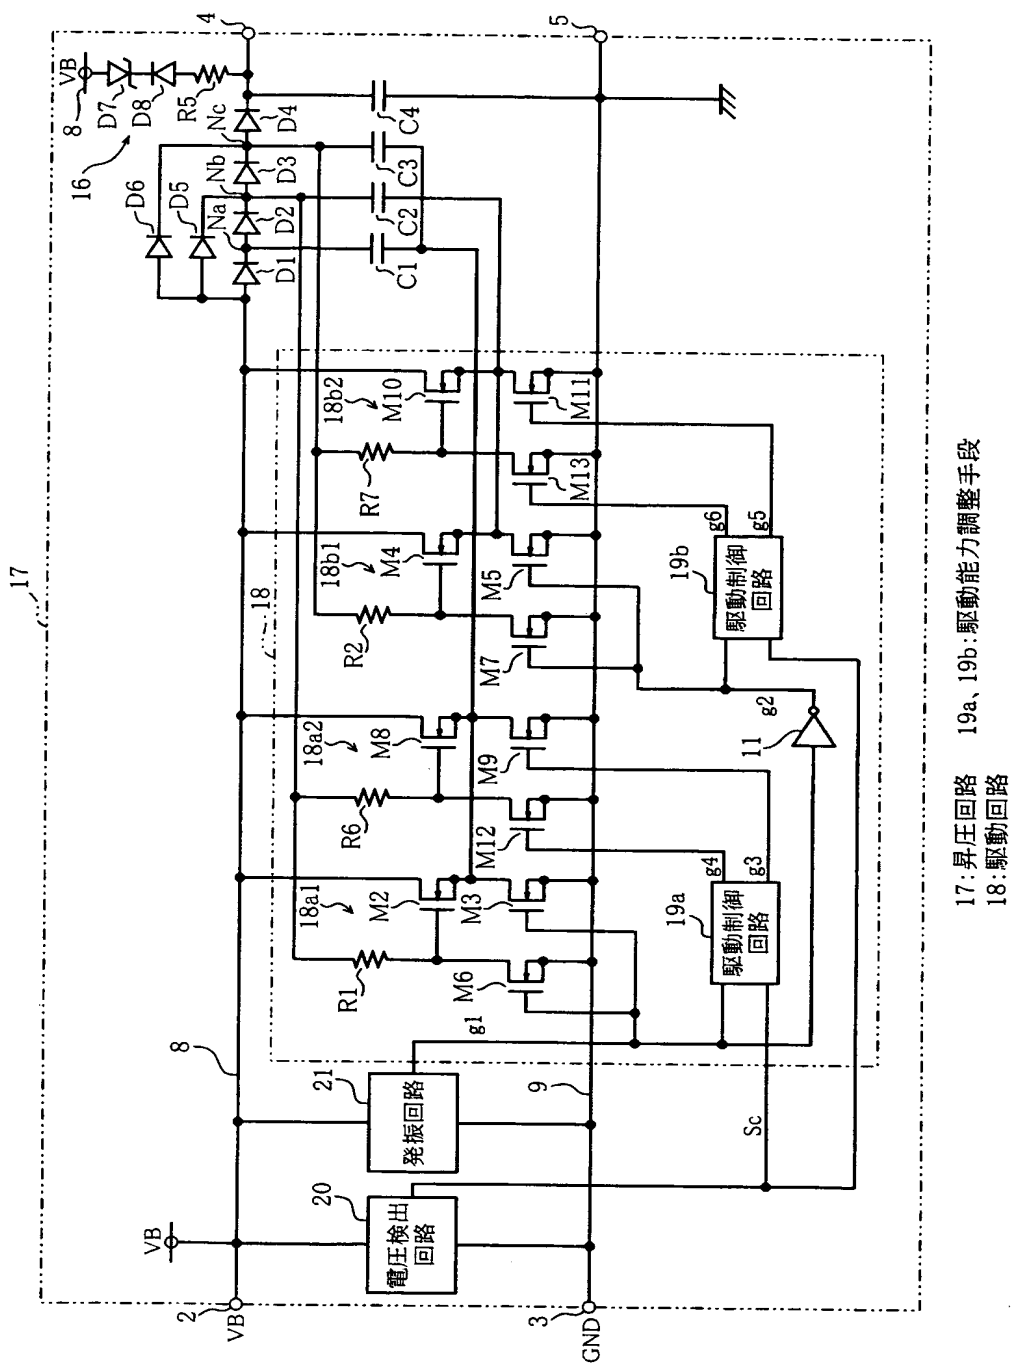 17
VB
8
D7
D8
R5
4
16
D6
D5
Na
Nb
Nc
D1
D2
D3
D4
C1
C2
C3
C4
5
8
18
18a1
18a2
18b1
18b2
R1
R6
R2
R7
M2
M8
M4
M10
M6
M3
M12
M9
M7
M5
M13
M11
g1
g4
g3
g2
g6
g5
19a
駆動制御
回路
19b
駆動制御
回路
11
21
発振回路
20
電圧検出
回路
9
Sc
VB
2
VB
3
GND
17:昇圧回路 19a、19b:駆動能力調整手段
18:駆動回路